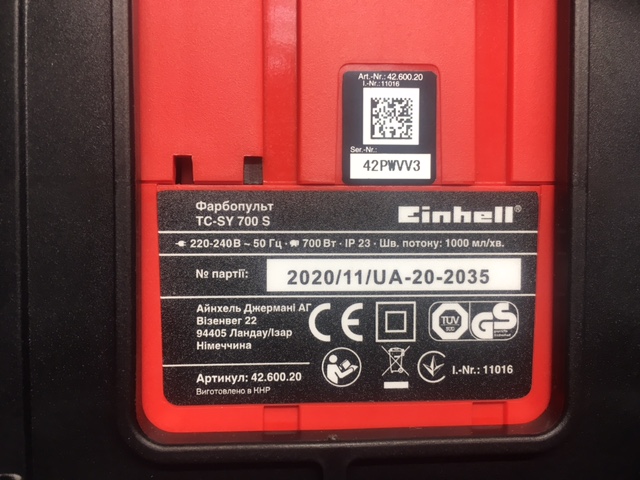 Art.-Nr.: 42.600.20
I.-Nr.: 11016
Ser.-Nr.:
42PWVV3
Фарбопульт
TC-SY 700 S
Einhell®
220-240 В ~ 50 Гц · 700 Вт · IP 23 · Шв. потоку: 1000 мл/хв.
№ партії:
2020/11/UA-20-2035
Айнхель Джермані АГ
Візенвег 22
94405 Ландау/Ізар
Німеччина
CE
TÜV
GS
Артикул: 42.600.20
I.-Nr.: 11016
Виготовлено в КНР